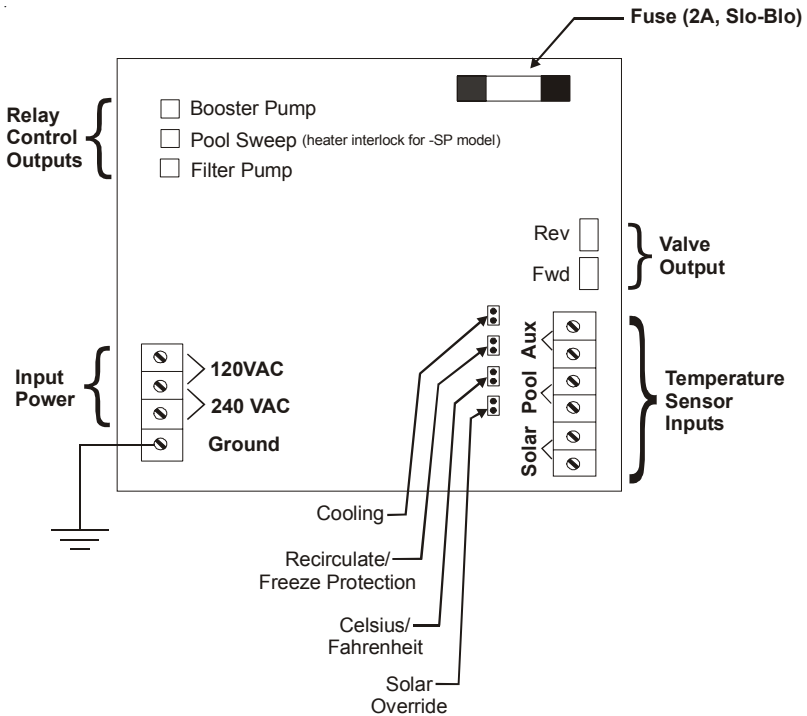 Fuse (2A, Slo-Blo)
Relay
Control
Outputs
Booster Pump
Pool Sweep (heater interlock for -SP model)
Filter Pump
Rev
Fwd
Valve
Output
Input
Power
120VAC
240 VAC
Ground
Aux
Pool
Solar
Temperature
Sensor
Inputs
Cooling
Recirculate/
Freeze Protection
Celsius/
Fahrenheit
Solar
Override